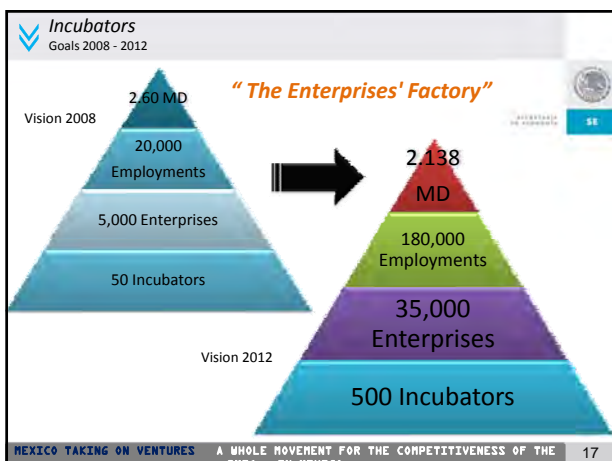 Incubators
Goals 2008 - 2012
“ The Enterprises' Factory”
Vision 2008
2.60 MD
20,000
Employments
5,000 Enterprises
50 Incubators
SE
2.138
MD
180,000
Employments
35,000
Enterprises
500 Incubators
Vision 2012
MEXICO TAKING ON VENTURES
A WHOLE MOVEMENT FOR THE COMPETITIVENESS OF THE
17